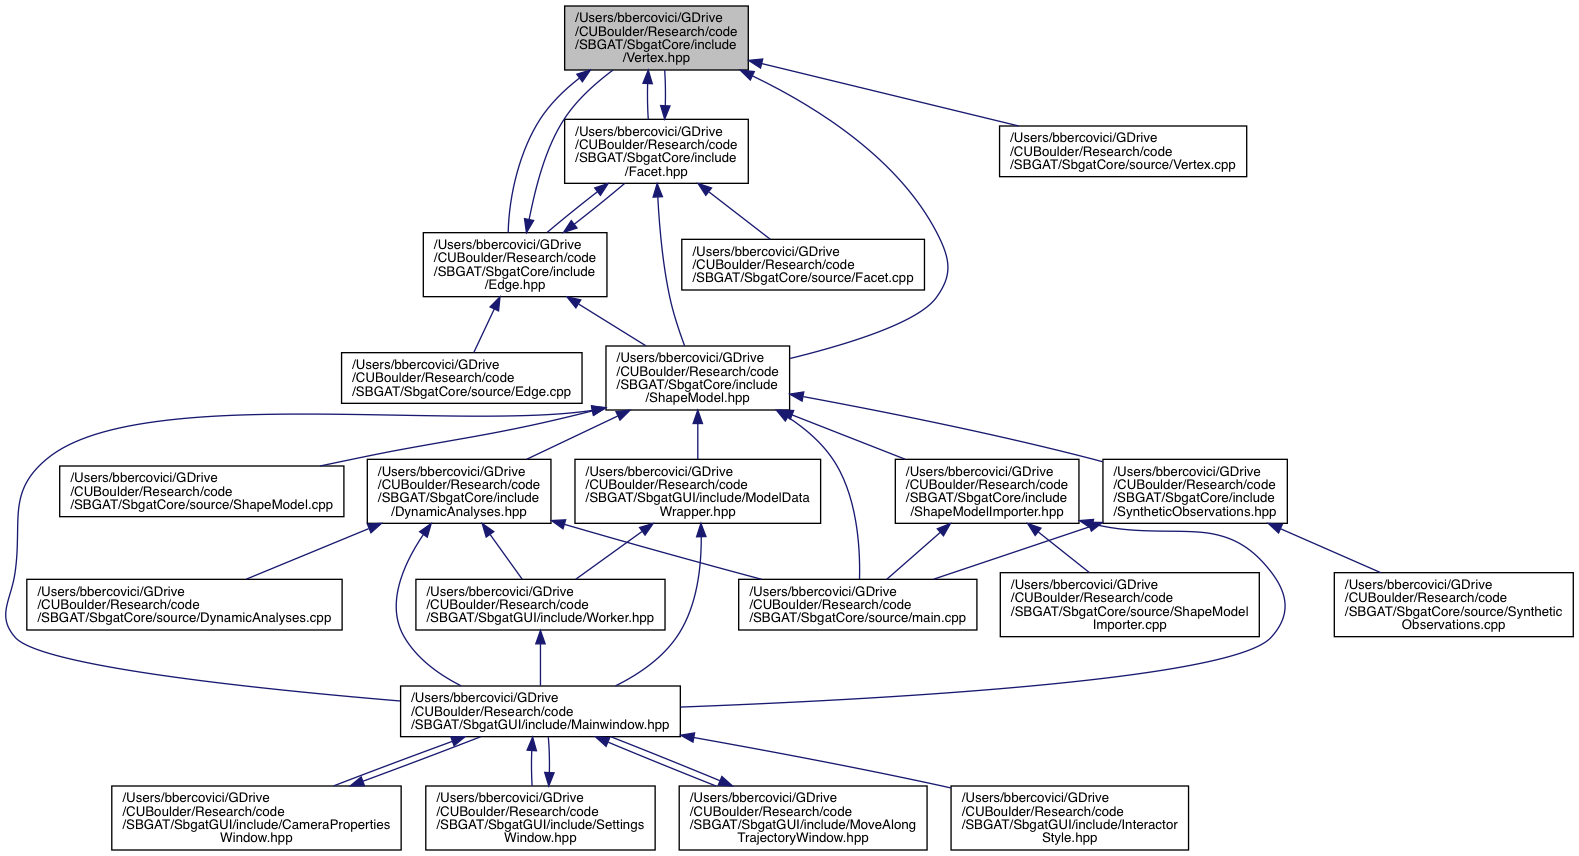 /Users/bbercovici/GDrive
/CUBoulder/Research/code
/SBGAT/SbgatCore/include
/Vertex.hpp
/Users/bbercovici/GDrive
/CUBoulder/Research/code
/SBGAT/SbgatCore/include
/Facet.hpp
/Users/bbercovici/GDrive
/CUBoulder/Research/code
/SBGAT/SbgatCore/source/Vertex.cpp
/Users/bbercovici/GDrive
/CUBoulder/Research/code
/SBGAT/SbgatCore/include
/Edge.hpp
/Users/bbercovici/GDrive
/CUBoulder/Research/code
/SBGAT/SbgatCore/source/Facet.cpp
/Users/bbercovici/GDrive
/CUBoulder/Research/code
/SBGAT/SbgatCore/source/Edge.cpp
/Users/bbercovici/GDrive
/CUBoulder/Research/code
/SBGAT/SbgatCore/include
/ShapeModel.hpp
/Users/bbercovici/GDrive
/CUBoulder/Research/code
/SBGAT/SbgatCore/source/ShapeModel.cpp
/Users/bbercovici/GDrive
/CUBoulder/Research/code
/SBGAT/SbgatCore/include
/DynamicAnalyses.hpp
/Users/bbercovici/GDrive
/CUBoulder/Research/code
/SBGAT/SbgatGUI/include/ModelData
Wrapper.hpp
/Users/bbercovici/GDrive
/CUBoulder/Research/code
/SBGAT/SbgatCore/include
/ShapeModelImporter.hpp
/Users/bbercovici/GDrive
/CUBoulder/Research/code
/SBGAT/SbgatCore/include
/SyntheticObservations.hpp
/Users/bbercovici/GDrive
/CUBoulder/Research/code
/SBGAT/SbgatCore/source/DynamicAnalyses.cpp
/Users/bbercovici/GDrive
/CUBoulder/Research/code
/SBGAT/SbgatGUI/include/Worker.hpp
/Users/bbercovici/GDrive
/CUBoulder/Research/code
/SBGAT/SbgatCore/source/main.cpp
/Users/bbercovici/GDrive
/CUBoulder/Research/code
/SBGAT/SbgatCore/source/ShapeModel
Importer.cpp
/Users/bbercovici/GDrive
/CUBoulder/Research/code
/SBGAT/SbgatCore/source/Synthetic
Observations.cpp
/Users/bbercovici/GDrive
/CUBoulder/Research/code
/SBGAT/SbgatGUI/include/Mainwindow.hpp
/Users/bbercovici/GDrive
/CUBoulder/Research/code
/SBGAT/SbgatGUI/include/CameraProperties
Window.hpp
/Users/bbercovici/GDrive
/CUBoulder/Research/code
/SBGAT/SbgatGUI/include/Settings
Window.hpp
/Users/bbercovici/GDrive
/CUBoulder/Research/code
/SBGAT/SbgatGUI/include/MoveAlong
TrajectoryWindow.hpp
/Users/bbercovici/GDrive
/CUBoulder/Research/code
/SBGAT/SbgatGUI/include/Interactor
Style.hpp